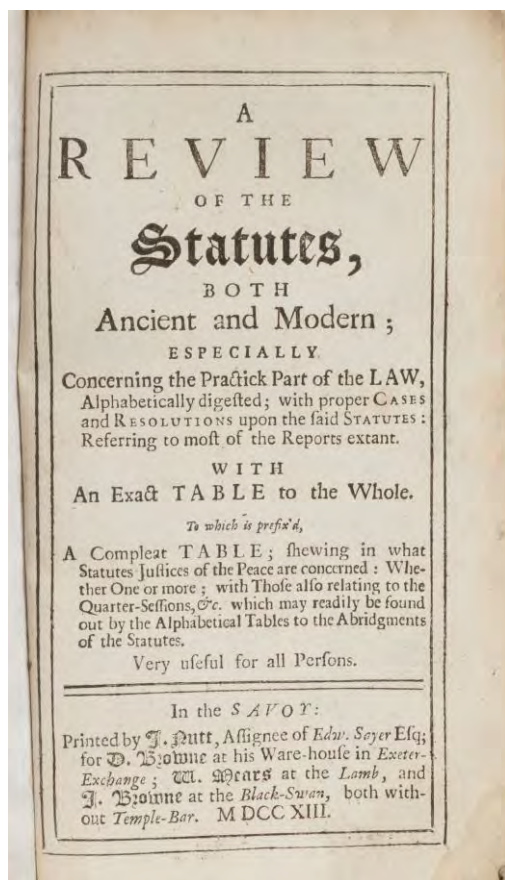 A
REVIEW
OF THE
Statutes,
BOTH
Ancient and Modern ;
ESPECIALLY
Concerning the Practick Part of the LAW,
Alphabetically digeſted; with proper CASES
and RESOLUTIONS upon the ſaid STATUTES :
Referring to moſt of the Reports extant.
WITH
An Exact TABLE to the Whole.
To which is prefix'd,
A Compleat TABLE; ſhewing in what
Statutes Juſtices of the Peace are concerned : Whe-
ther One or more ; with Thoſe alſo relating to the
Quarter-Seſſions, &c. which may readily be found
out by the Alphabetical Tables to the Abridgments
of the Statutes.
Very uſeful for all Perſons.
In the SAVOY:
Printed by J. Nutt, Aſſignee of Edw. Sayer Eſq;
for D. Browne at his Ware-houſe in Exeter-
Exchange ; W. Mears at the Lamb, and
J. Browne at the Black-Swan, both with-
out Temple-Bar. M DCC XIII.